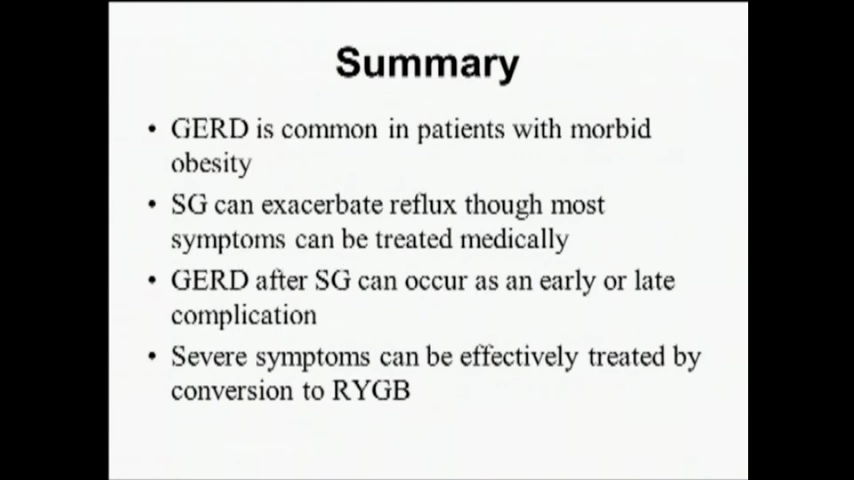 Summary
• GERD is common in patients with morbid
obesity
• SG can exacerbate reflux though most
symptoms can be treated medically
• GERD after SG can occur as an early or late
complication
• Severe symptoms can be effectively treated by
conversion to RYGB